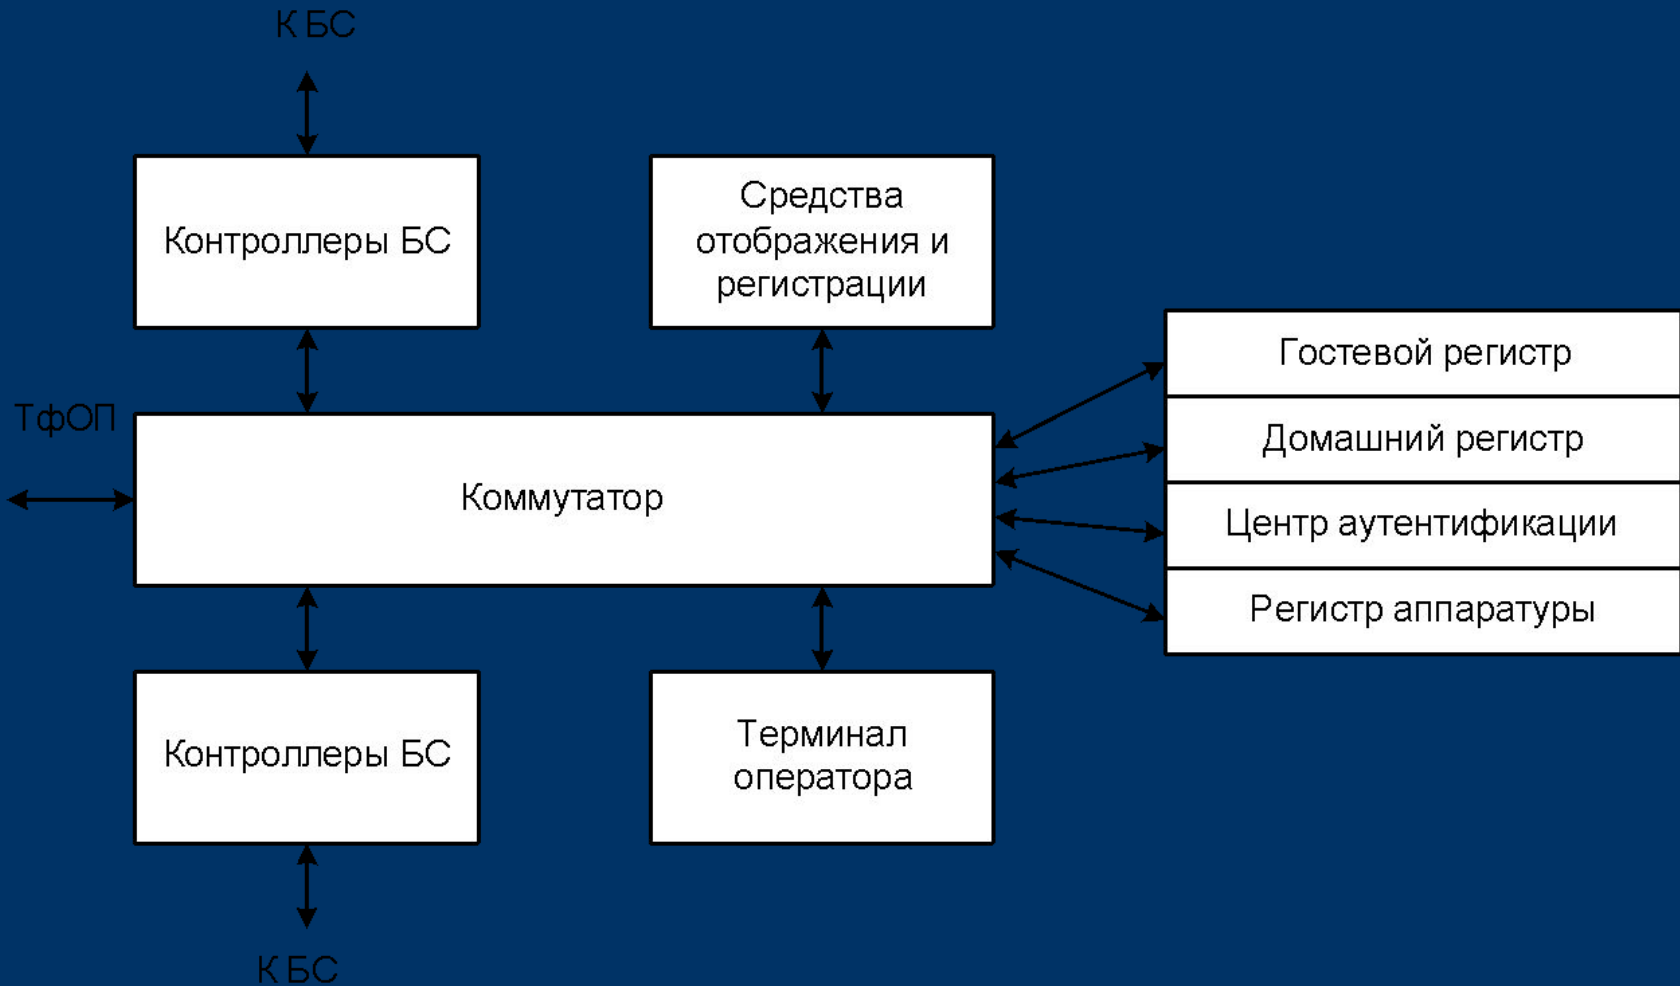 К БС
Контроллеры БС
Средства
отображения и
регистрации
Гостевой регистр
ТфОП
Домашний регистр
Коммутатор
Центр аутентификации
Регистр аппаратуры
Контроллеры БС
Терминал
оператора
К БС